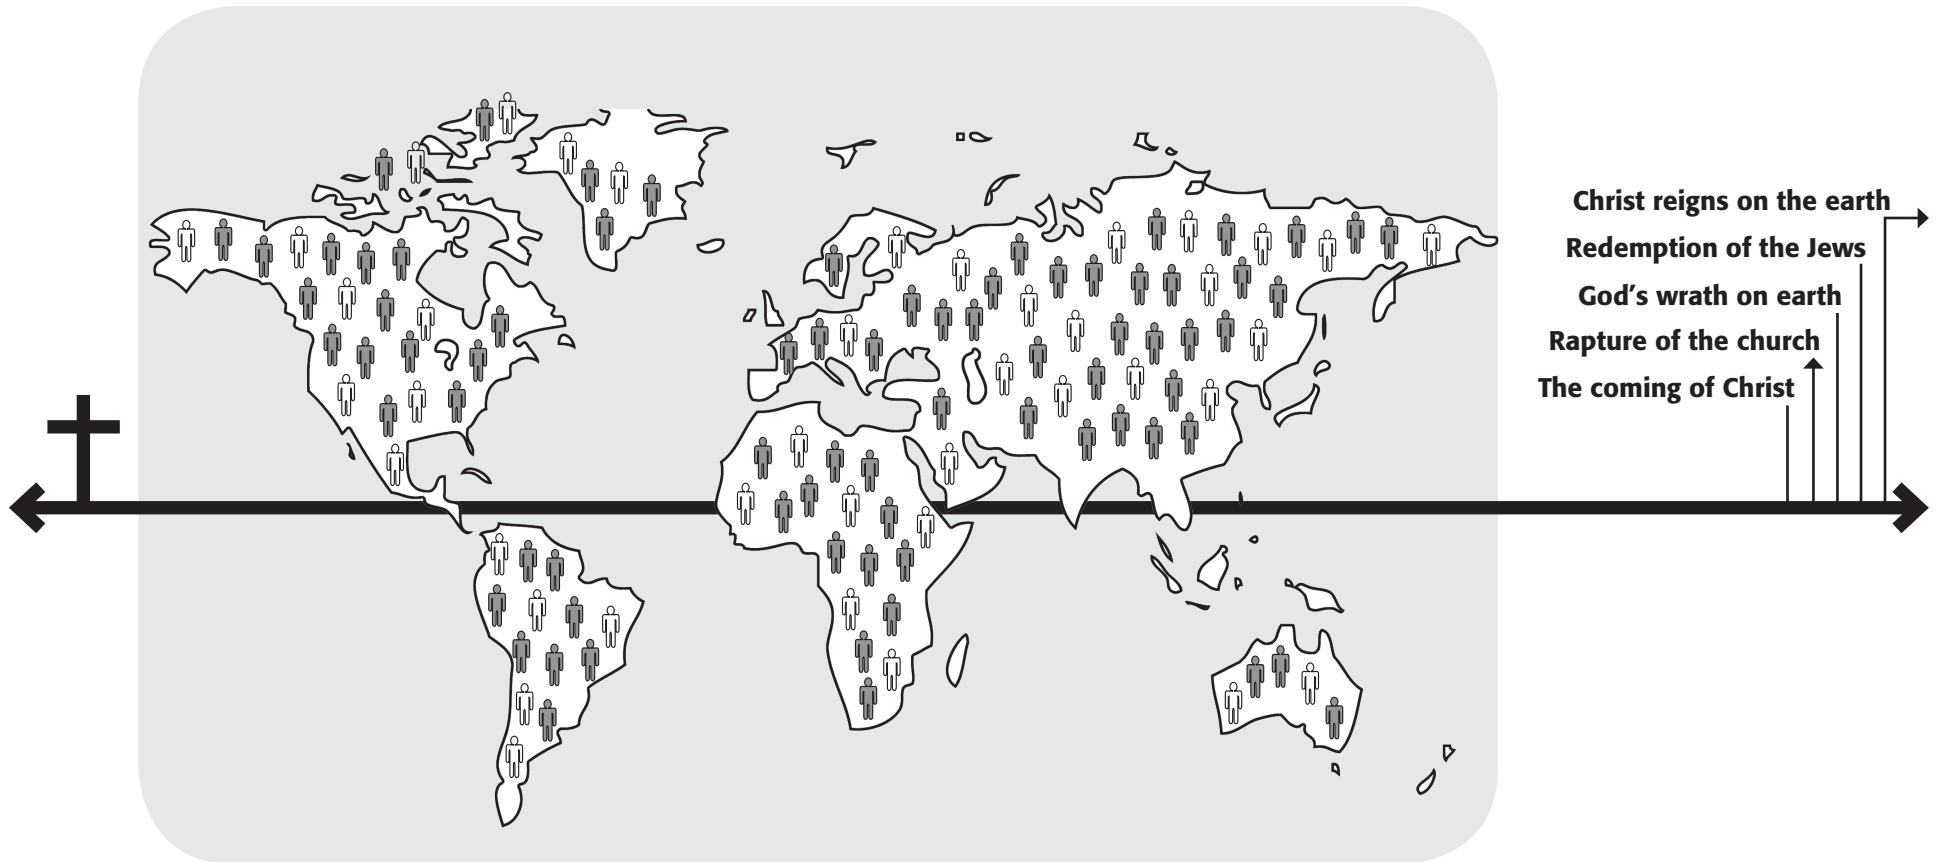 Christ reigns on the earth
Redemption of the Jews
God’s wrath on earth
Rapture of the church
The coming of Christ